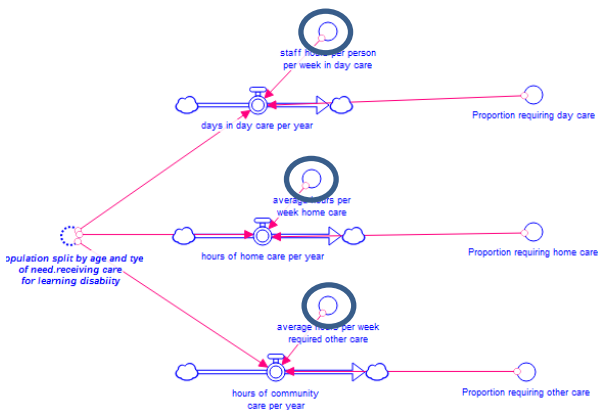 staff hours per person
per week in day care
days in day care per year
Proportion requiring day care
average hours per
week home care
hours of home care per year
Proportion requiring home care
opulation split by age and tye
of need.receiving care
for learning disabiity
average hours per week
required other care
hours of community
care per year
Proportion requiring other care